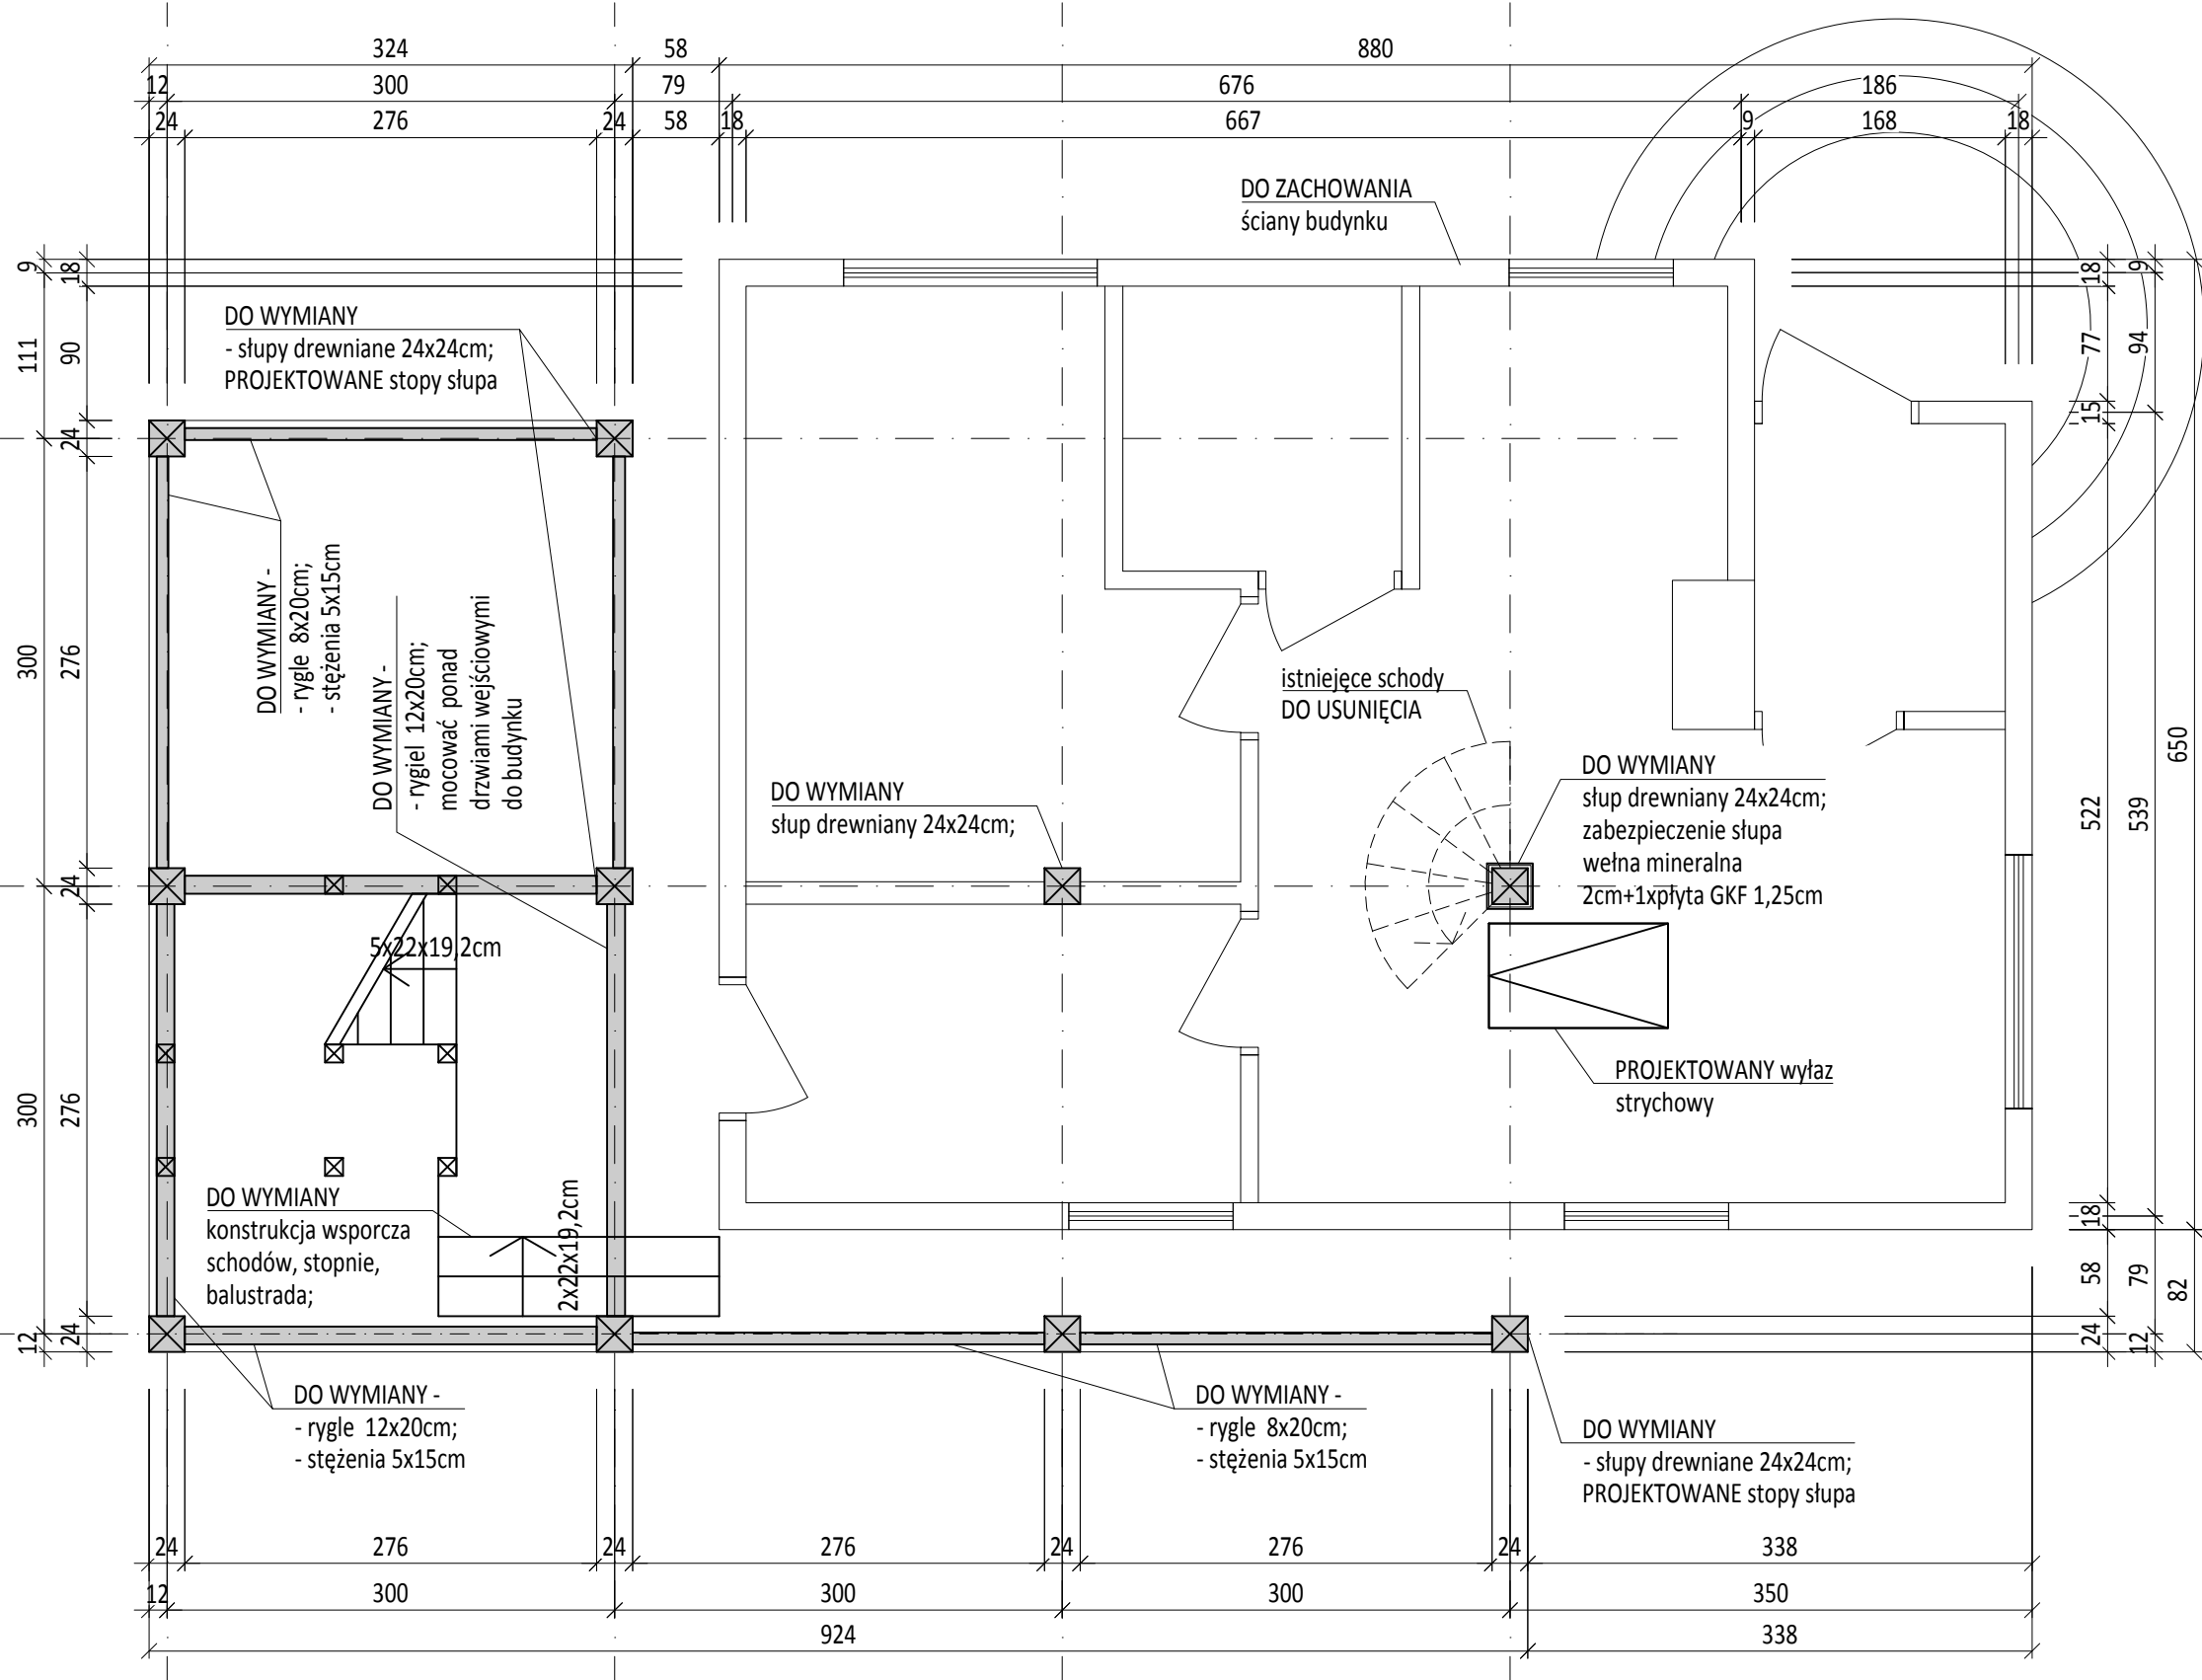 324
58
880
12
300
79
676
186
24
276
24
58
18
667
9
168
18
DO ZACHOWANIA
ściany budynku
9
18
111
90
24
300
276
24
300
276
12
24
DO WYMIANY
- słupy drewniane 24x24cm;
PROJEKTOWANE stopy słupa
DO WYMIANY -
- rygle 8x20cm;
- stężenia 5x15cm
DO WYMIANY -
- rygiel 12x20cm;
mocować ponad
drzwiami wejściowymi
do budynku
istniejęce schody
DO USUNIĘCIA
DO WYMIANY
słup drewniany 24x24cm;
DO WYMIANY
słup drewniany 24x24cm;
zabezpieczenie słupa
wełna mineralna
2cm+1xpłyta GKF 1,25cm
5x22x19,2cm
PROJEKTOWANY wyłaz
strychowy
DO WYMIANY
konstrukcja wsporcza
schodów, stopnie,
balustrada;
2x22x19,2cm
18
9
77
94
15
522
539
650
18
58
79
82
24
12
DO WYMIANY -
- rygle 12x20cm;
- stężenia 5x15cm
DO WYMIANY -
- rygle 8x20cm;
- stężenia 5x15cm
DO WYMIANY
- słupy drewniane 24x24cm;
PROJEKTOWANE stopy słupa
24
276
24
276
24
276
24
338
12
300
300
300
350
924
338